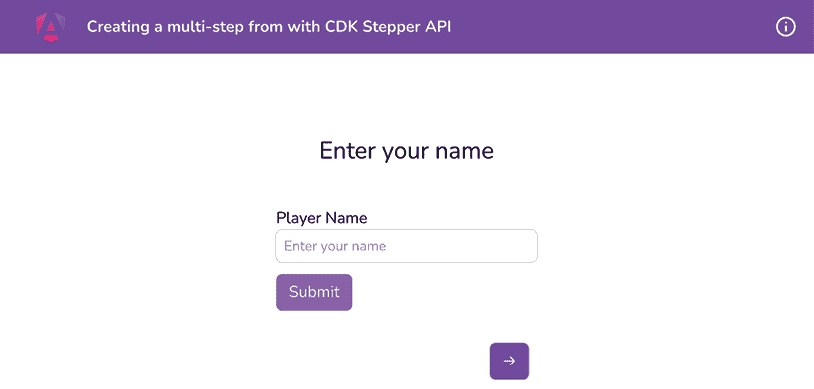 Creating a multi-step from with CDK Stepper API
Enter your name
Player Name
Enter your name
Submit